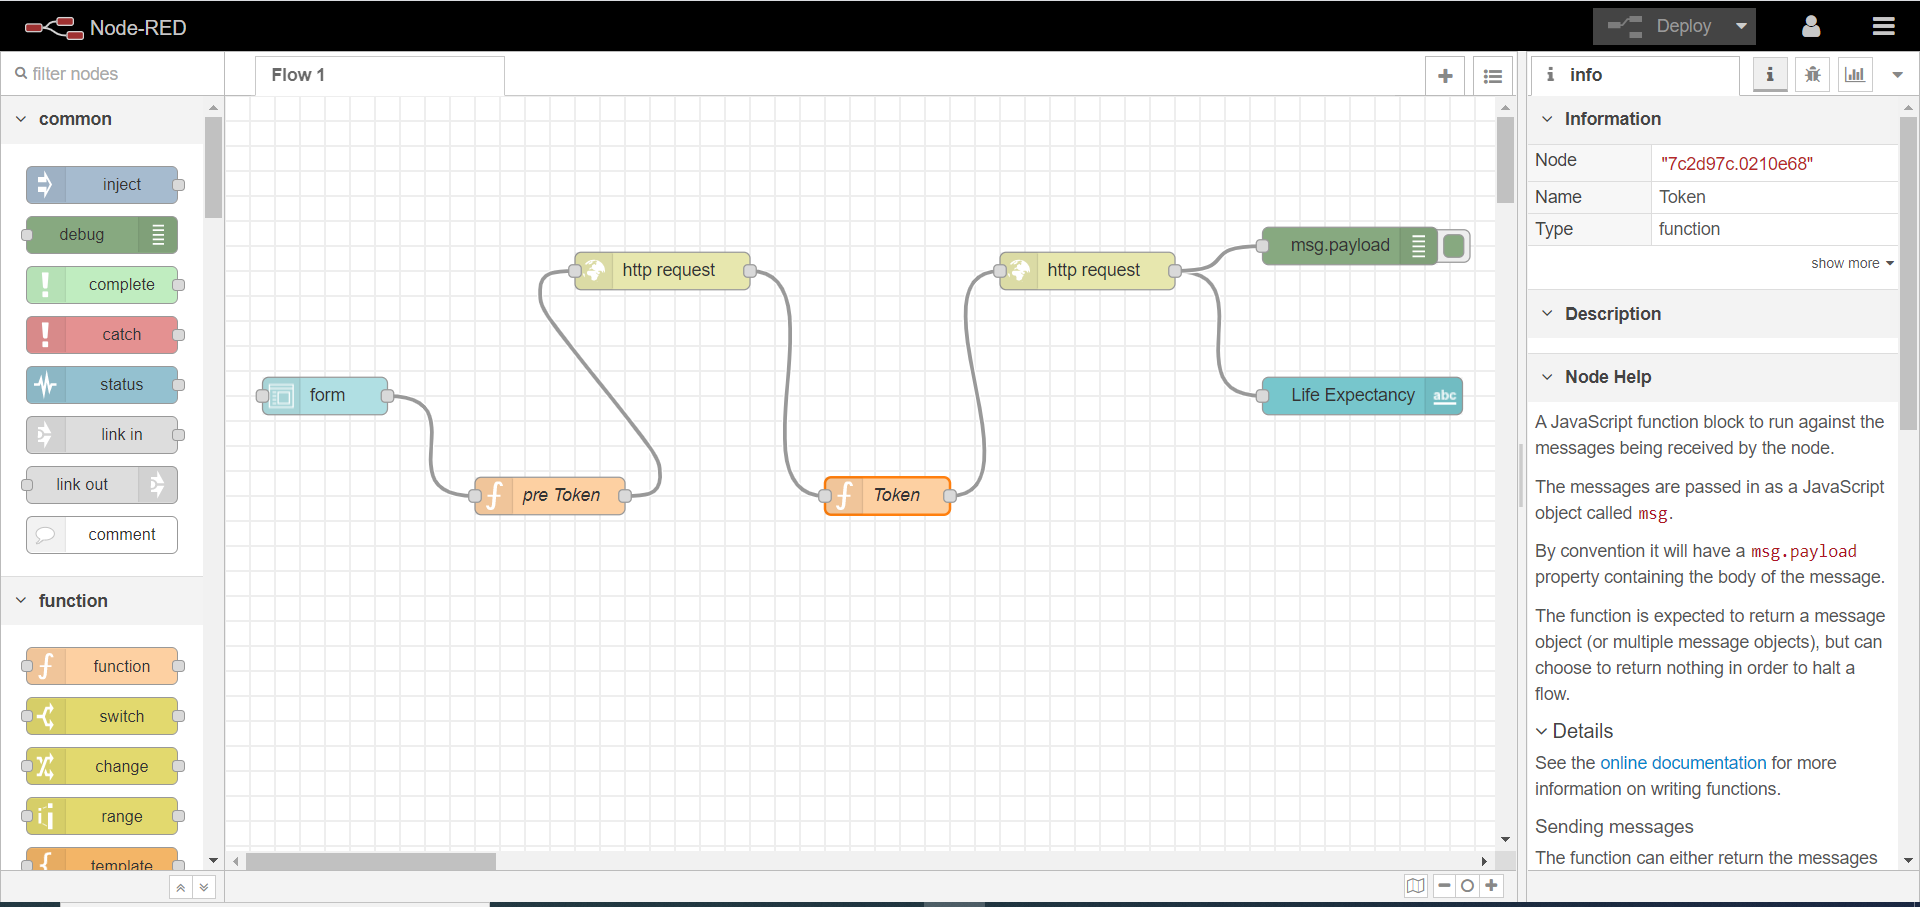 Node-RED
Deploy
filter nodes
Flow 1
info
common
inject
debug
complete
catch
status
link in
link out
comment
function
function
switch
change
range
template
form
pre Token
http request
Token
http request
msg.payload
Life Expectancy
abc
Information
Node "7c2d97c.0210e68"
Name Token
Type function
show more
Description
Node Help
A JavaScript function block to run against the
messages being received by the node.
The messages are passed in as a JavaScript
object called msg.
By convention it will have a msg.payload
property containing the body of the message.
The function is expected to return a message
object (or multiple message objects), but can
choose to return nothing in order to halt a
flow.
Details
See the online documentation for more
information on writing functions.
Sending messages
The function can either return the messages